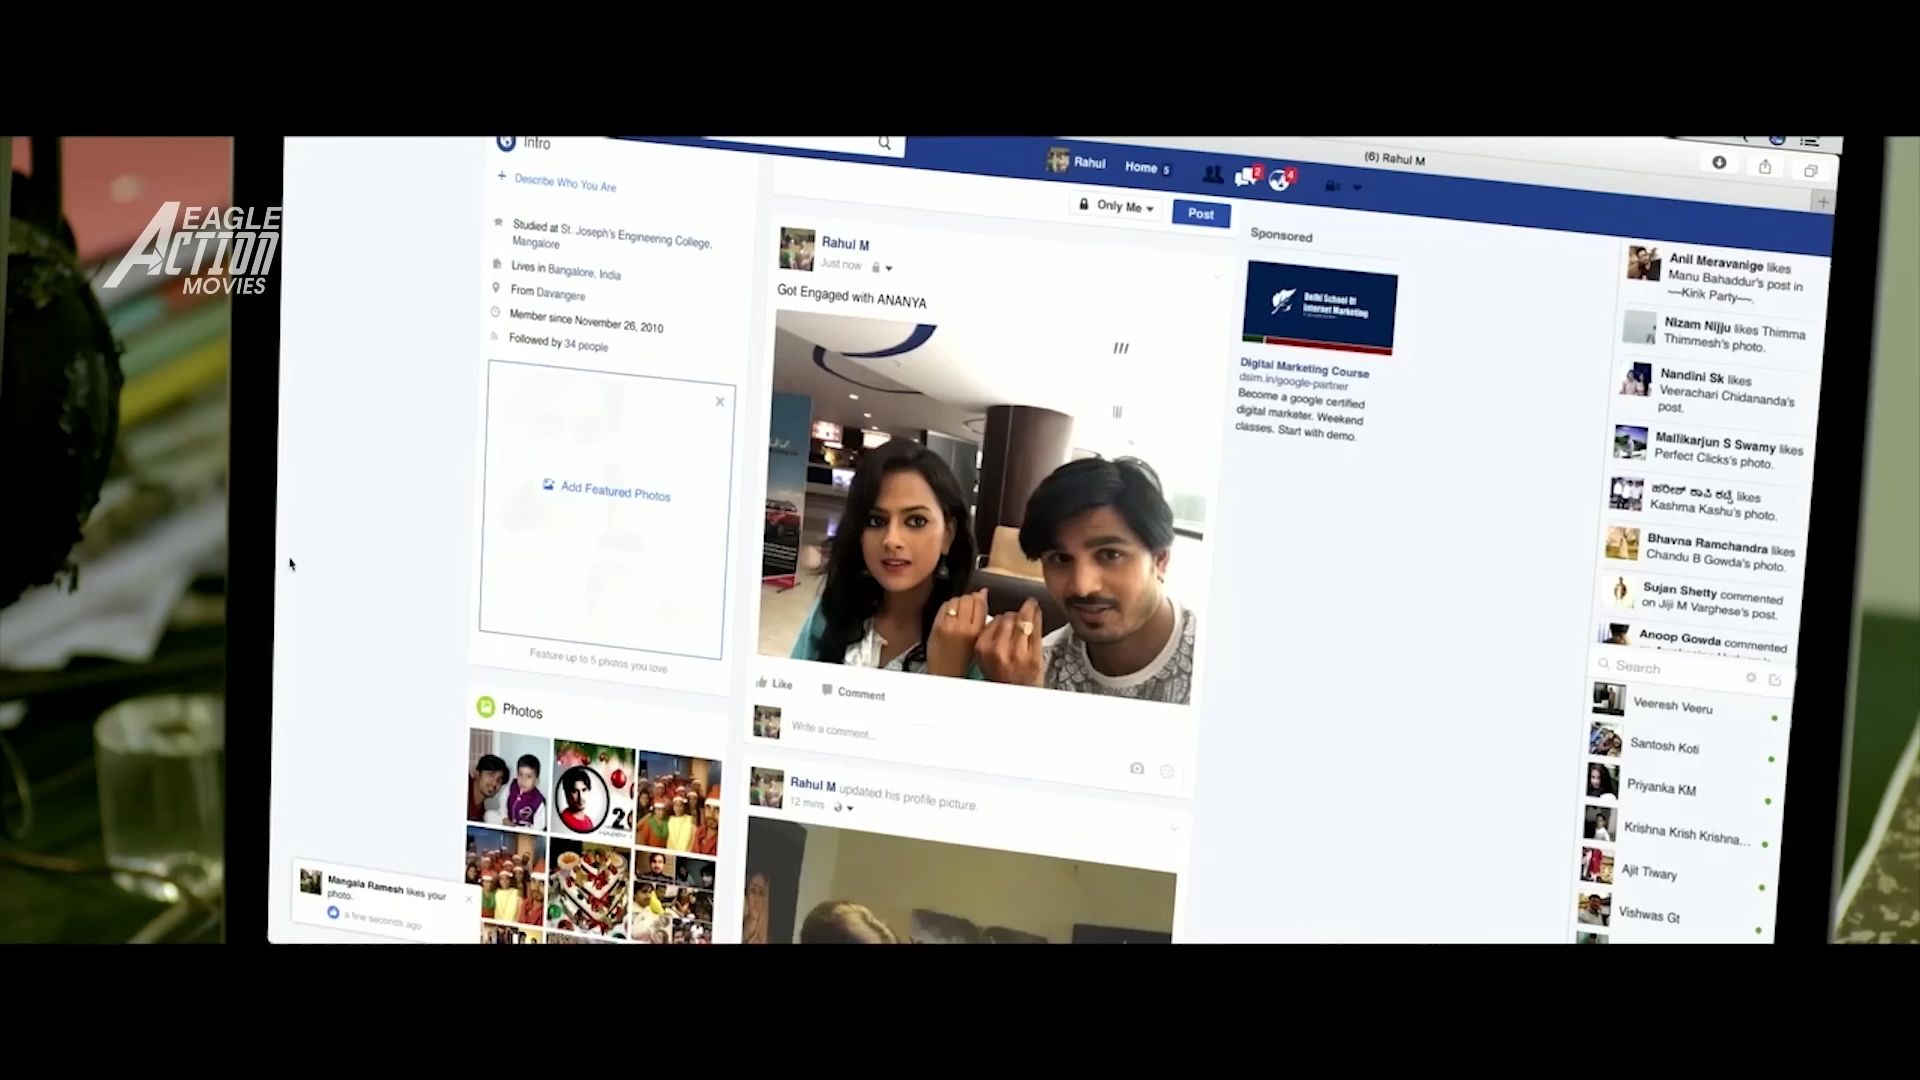 EAGLE
ACTION
MOVIES
(6) Rahul M
Rahul
Home 5
2
4
Intro
Describe Who You Are
Studied at St. Joseph's Engineering College,
Mangalore
Lives in Bangalore, India
From Davangere
Member since November 26, 2010
Followed by 34 people
Add Featured Photos
Feature up to 5 photos you love
Photos
Mangala Ramesh likes your
photo.
a few seconds ago
Only Me
Post
Rahul M
Just now
Got Engaged with ANANYA
Like
Comment
Write a comment...
Rahul M updated his profile picture.
12 mins
Sponsored
Delhi School Of
Internet Marketing
Digital Marketing Course
dsim.in/google-partner
Become a google certified
digital marketer. Weekend
classes. Start with demo.
Anil Meravanige likes
Manu Bahaddur's post in
—Kirik Party—.
Nizam Nijju likes Thimma
Thimmesh's photo.
Nandini Sk likes
Veerachari Chidananda's
post.
Mallikarjun S Swamy likes
Perfect Clicks's photo.
ಹರೀಶ್ ಕಾಪಿ ಕಟ್ಟೆ likes
Kashma Kashu's photo.
Bhavna Ramchandra likes
Chandu B Gowda's photo.
Sujan Shetty commented
on Jiji M Varghese's post.
Anoop Gowda commented
Search
Veeresh Veeru
Santosh Koti
Priyanka KM
Krishna Krish Krishna...
Ajit Tiwary
Vishwas Gt